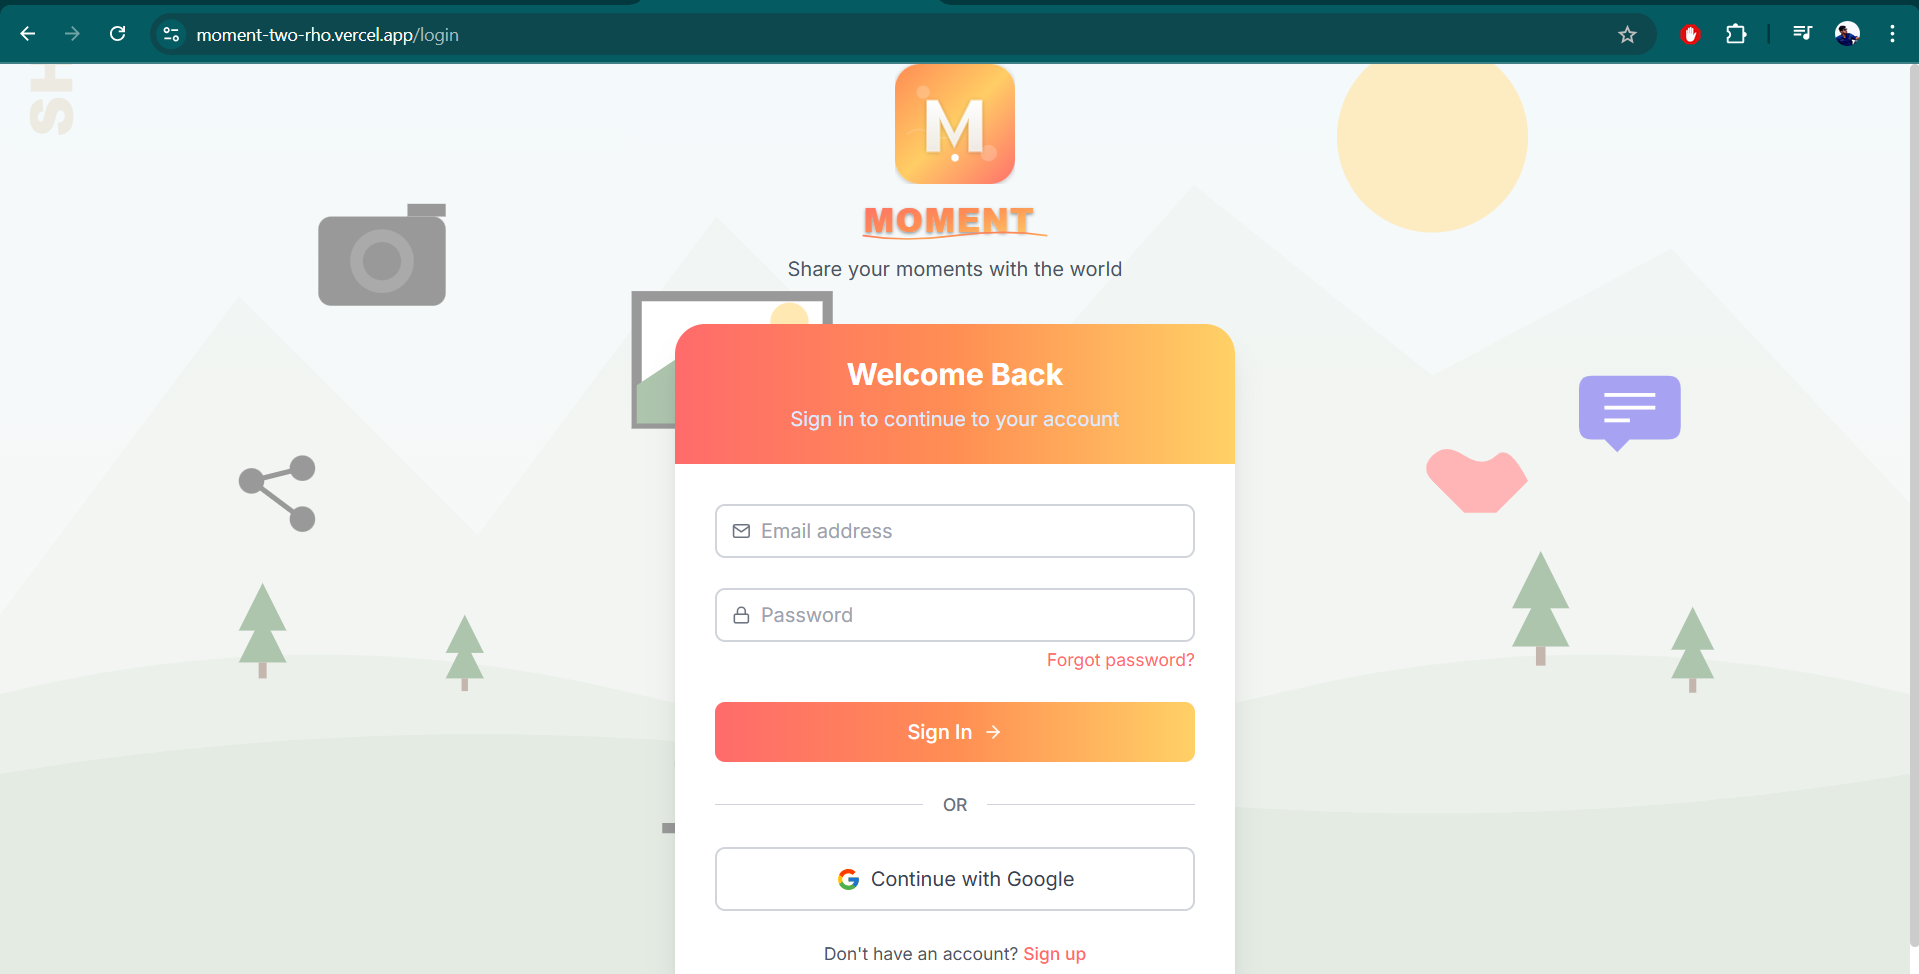 moment-two-rho.vercel.app/login
SH
M
MOMENT
Share your moments with the world
Welcome Back
Sign in to continue to your account
Email address
Password
Forgot password?
Sign In →
OR
G Continue with Google
Don't have an account? Sign up